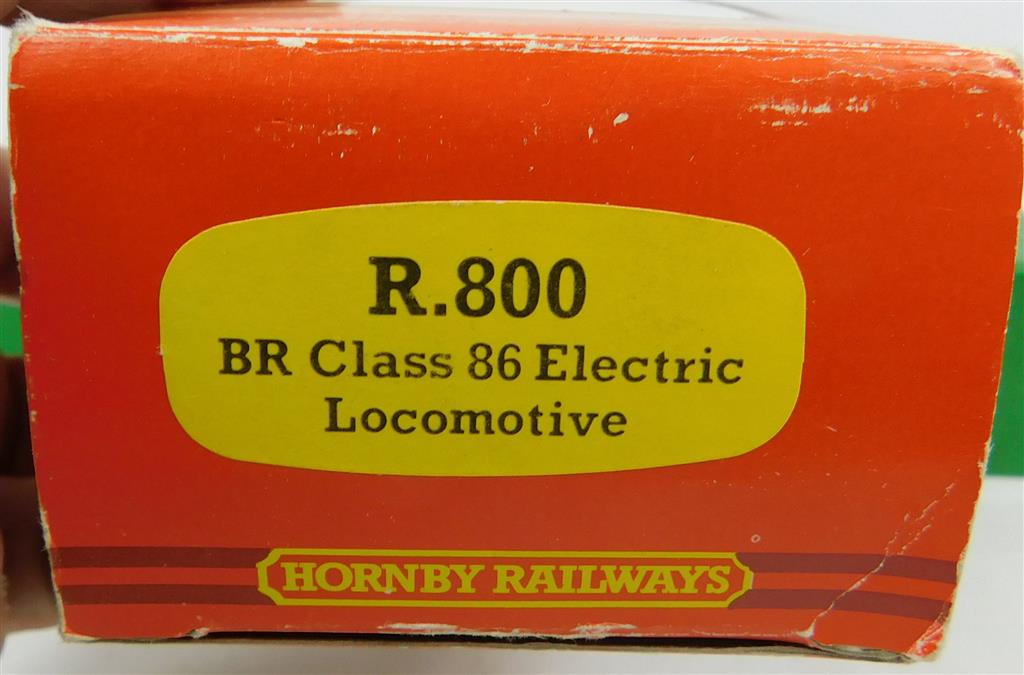 R.800
BR Class 86 Electric
Locomotive
HORNBY RAILWAYS